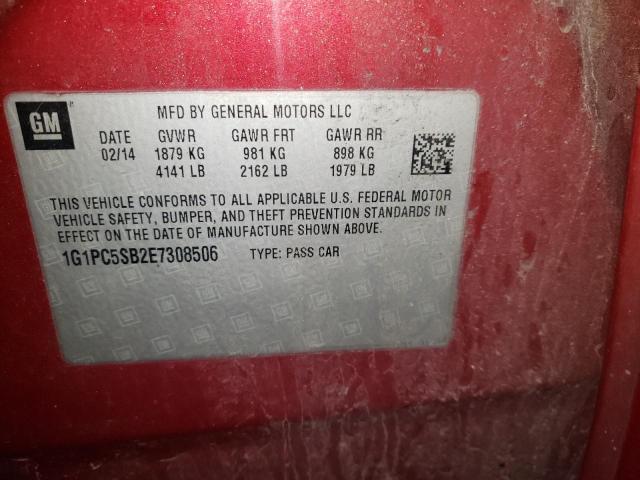 GM
MFD BY GENERAL MOTORS LLC
DATE GVWR GAWR FRT GAWR RR
02/14 1879 KG 981 KG 898 KG
4141 LB 2162 LB 1979 LB
THIS VEHICLE CONFORMS TO ALL APPLICABLE U.S. FEDERAL MOTOR
VEHICLE SAFETY, BUMPER, AND THEFT PREVENTION STANDARDS IN
EFFECT ON THE DATE OF MANUFACTURE SHOWN ABOVE.
1G1PC5SB2E7308506 TYPE: PASS CAR